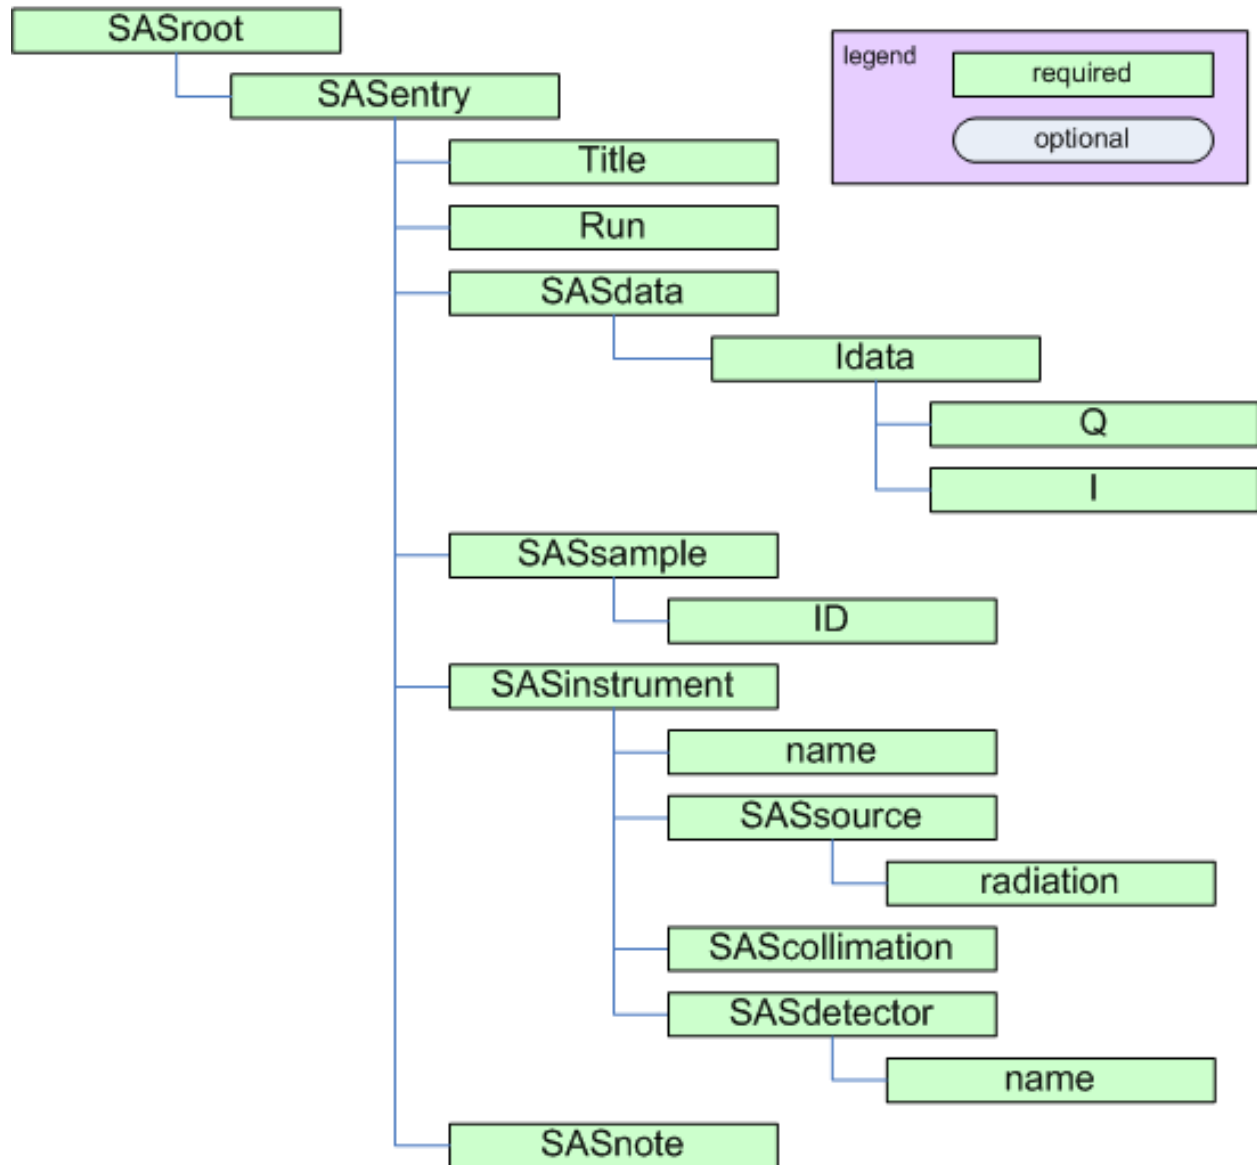 SASroot
legend
required
optional
SASentry
Title
Run
SASdata
Idata
Q
I
SASsample
ID
SASinstrument
name
SASsource
radiation
SAScollimation
SASdetector
name
SASnote